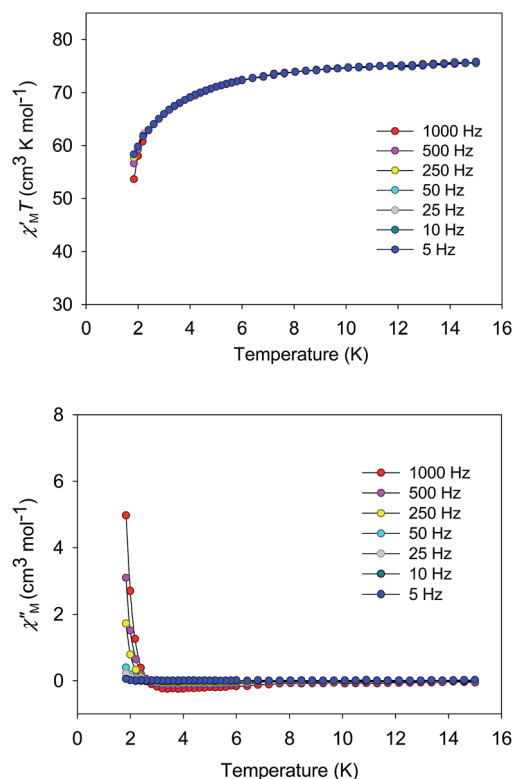 80
70
60
50
40
30
χ′M T (cm³ K mol⁻¹)
1000 Hz
500 Hz
250 Hz
50 Hz
25 Hz
10 Hz
5 Hz
0 2 4 6 8 10 12 14 16
Temperature (K)
8
6
4
2
0
χ″M (cm³ mol⁻¹)
1000 Hz
500 Hz
250 Hz
50 Hz
25 Hz
10 Hz
5 Hz
0 2 4 6 8 10 12 14 16
Temperature (K)